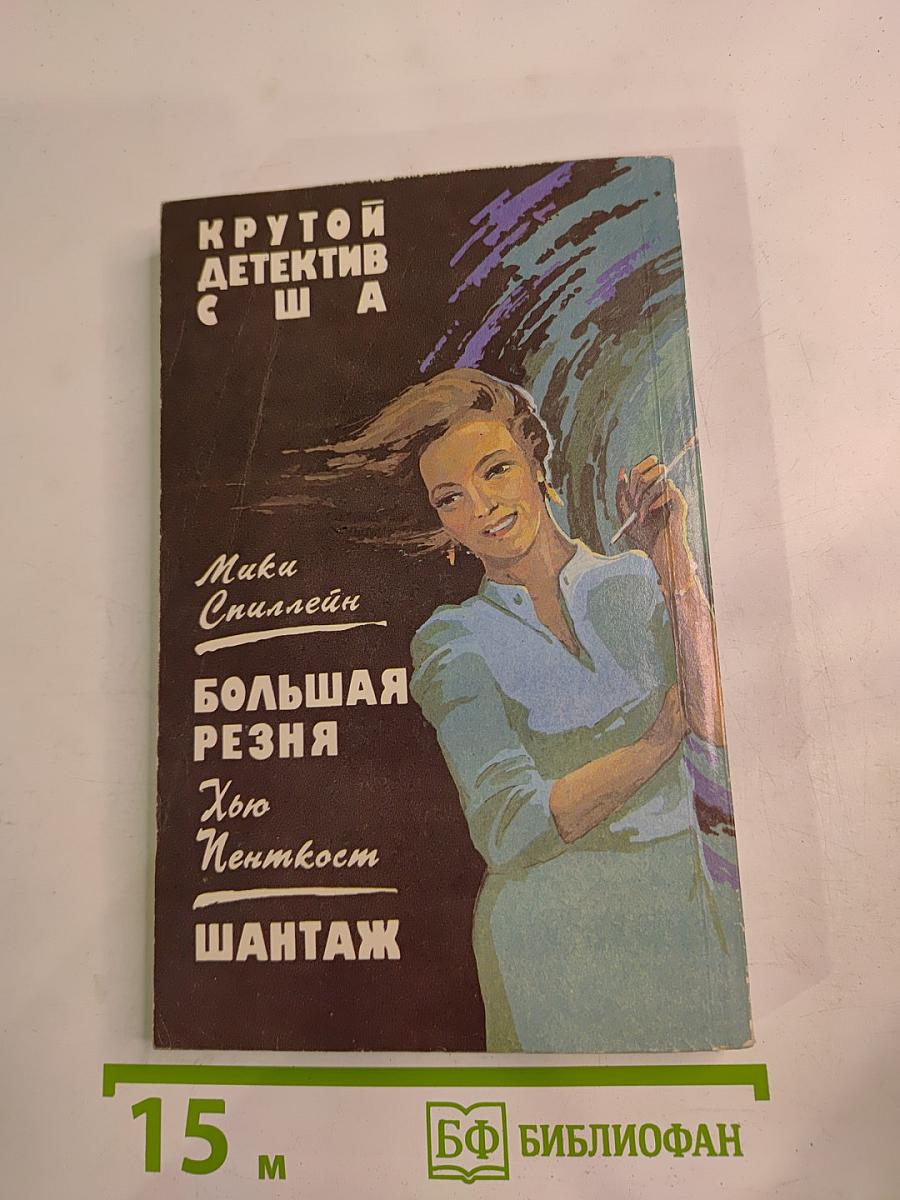 КРУТОЙ
ДЕТЕКТИВ
США
Мики
Спиллейн
БОЛЬШАЯ
РЕЗНЯ
Хью
Пенткост
ШАНТАЖ
15 м
БФ БИБЛИОФАН